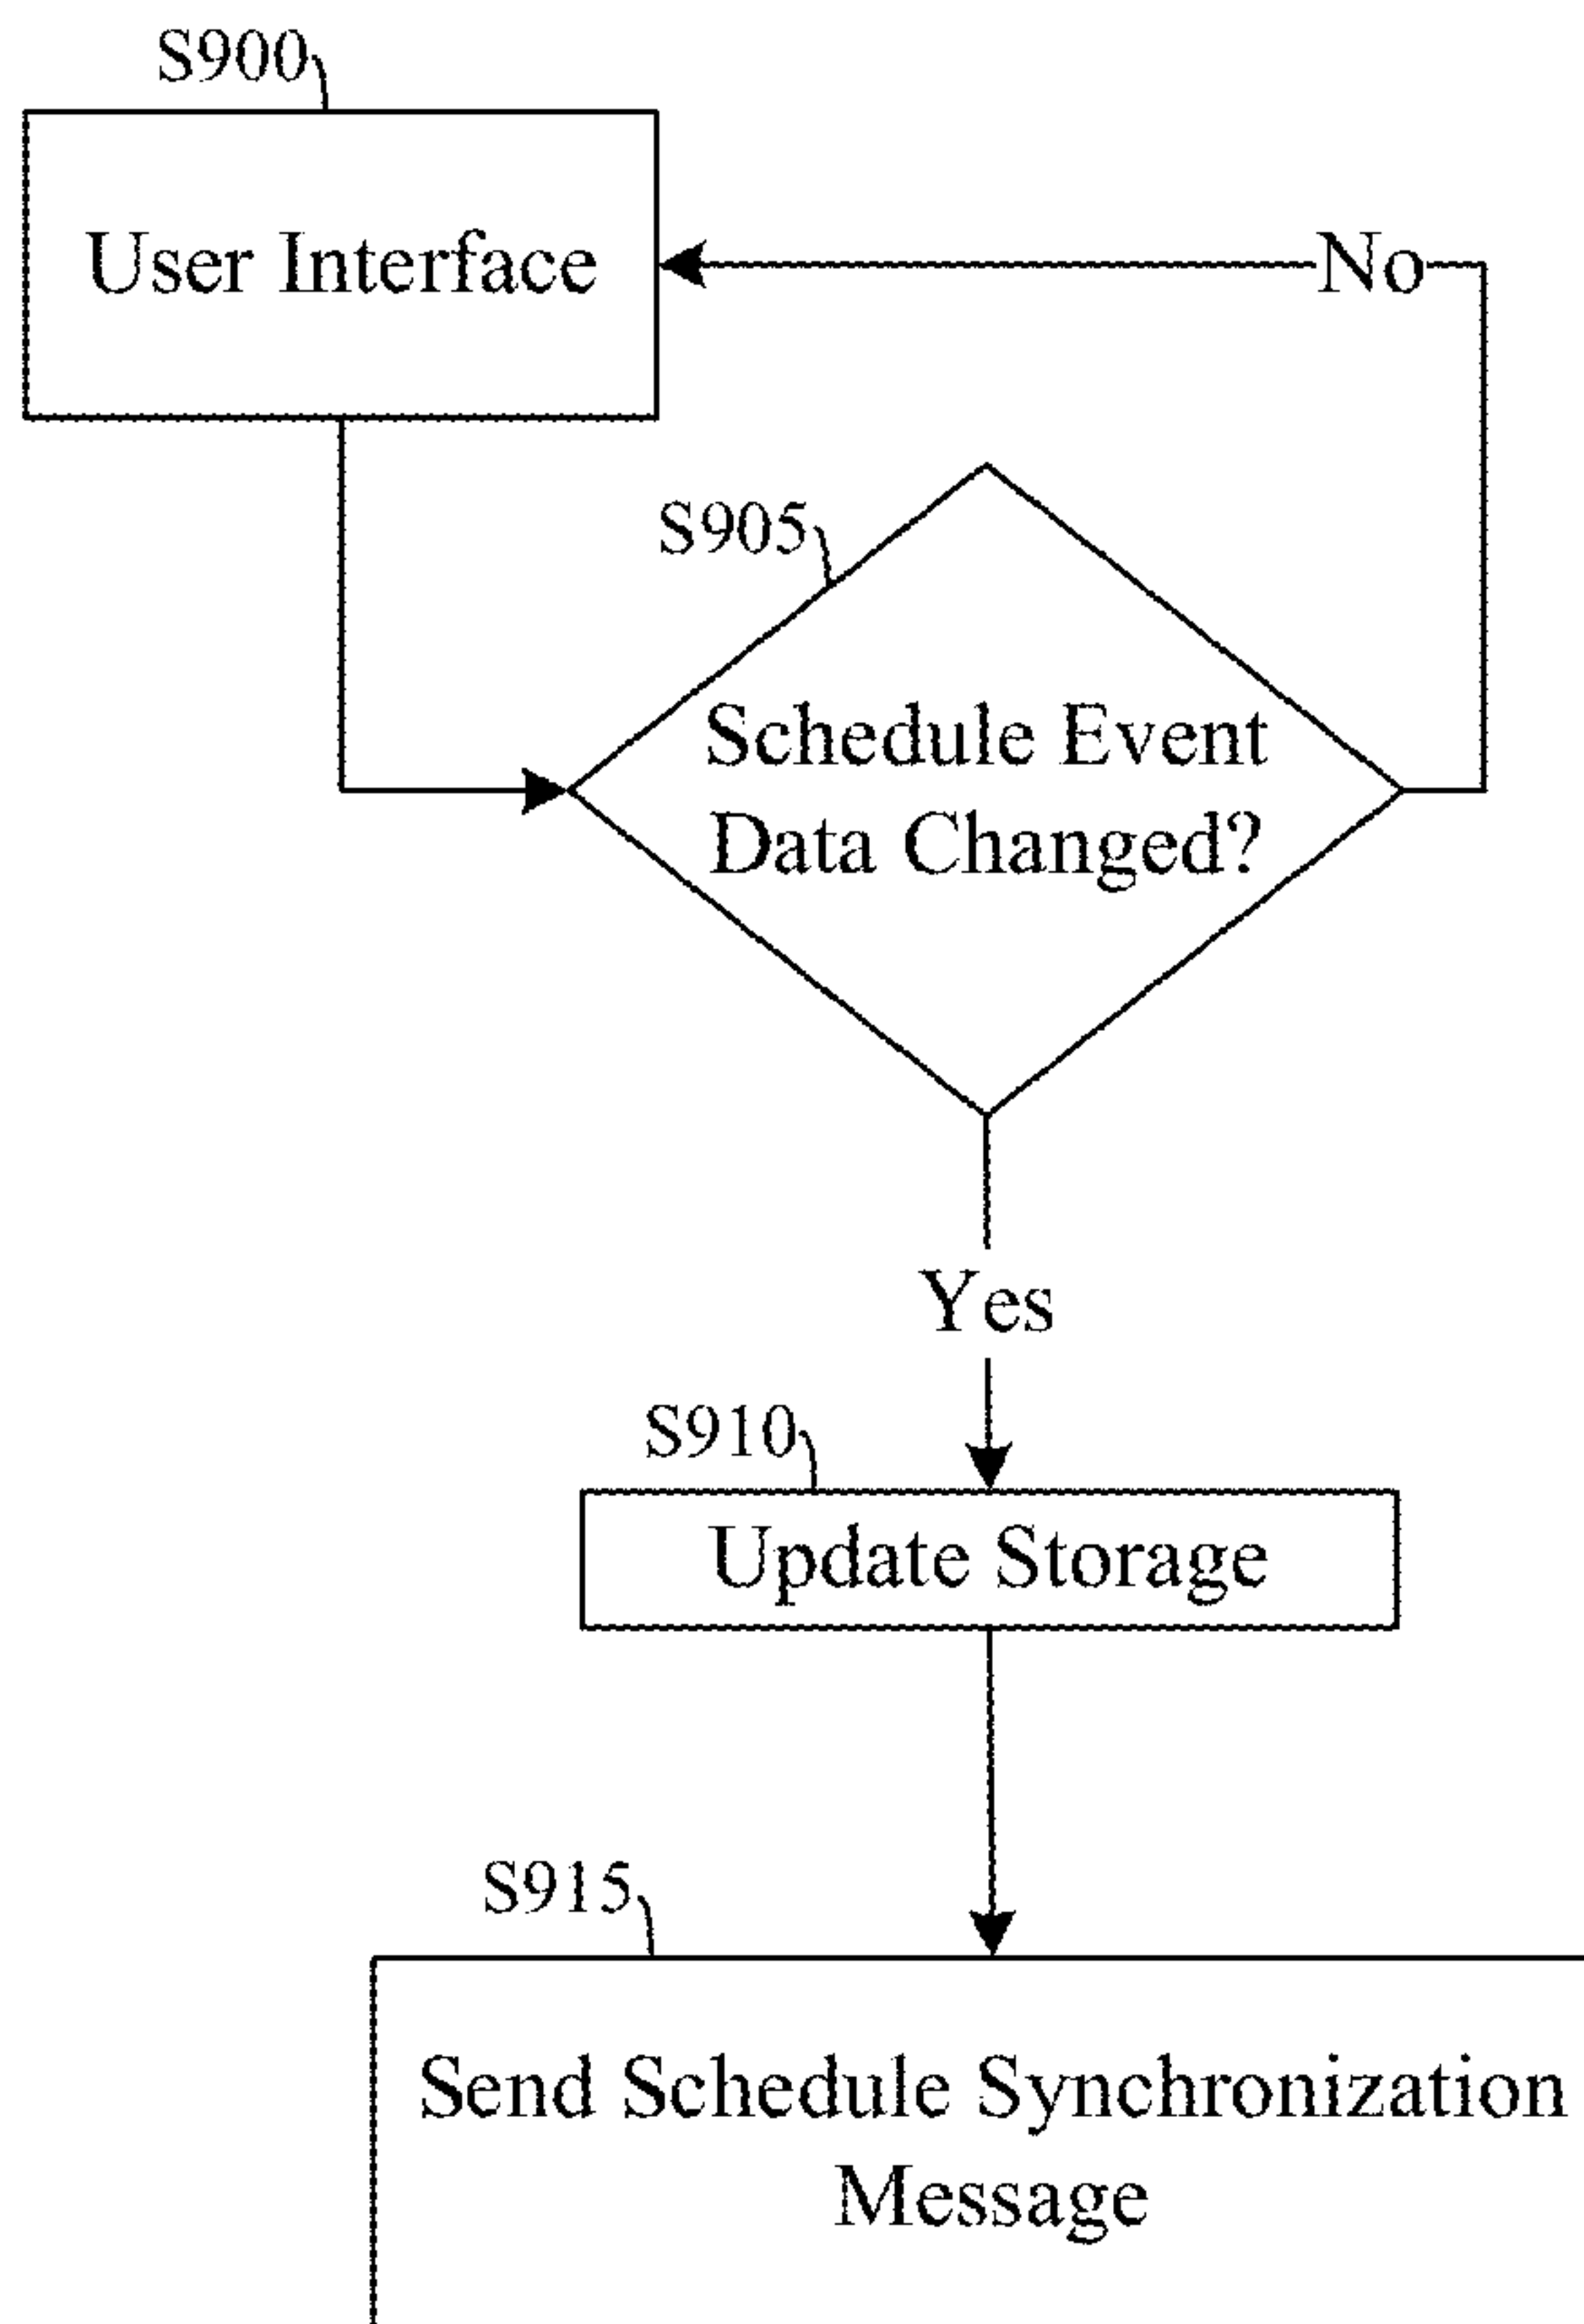 S900
User Interface
No
S905
Schedule Event
Data Changed?
Yes
S910
Update Storage
S915
Send Schedule Synchronization
Message